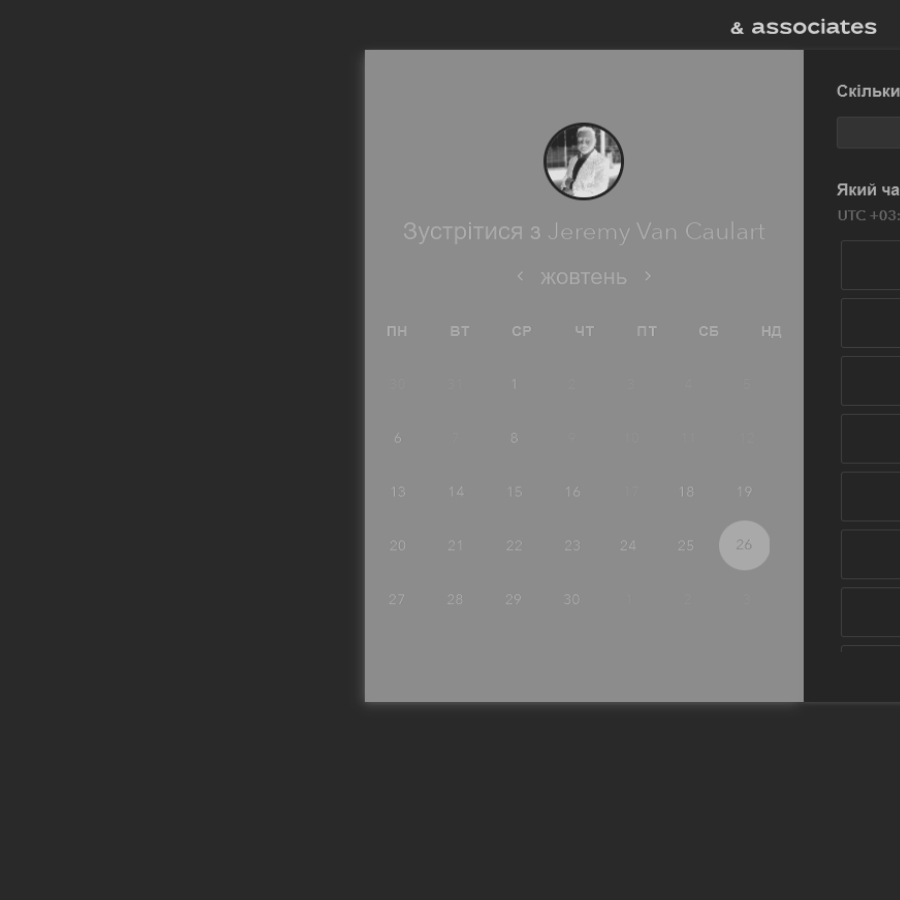 & associates
Скільки
Зустрітися з Jeremy Van Caulart
Який ча
UTC +03:
‹ жовтень ›
ПН ВТ СР ЧТ ПТ СБ НД
30 31 1 2 3 4 5
6 7 8 9 10 11 12
13 14 15 16 17 18 19
20 21 22 23 24 25 26
27 28 29 30 1 2 3